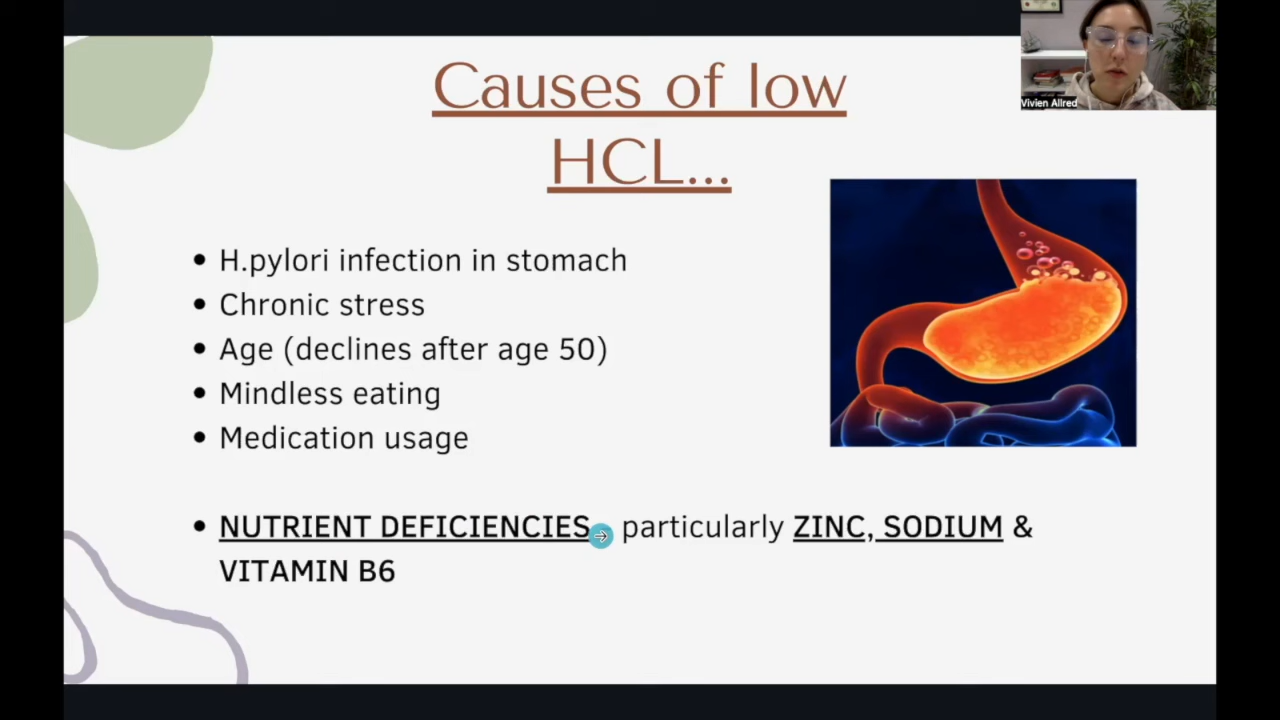 Causes of low
HCL...
Vivien Allred
• H.pylori infection in stomach
• Chronic stress
• Age (declines after age 50)
• Mindless eating
• Medication usage
• NUTRIENT DEFICIENCIES → particularly ZINC, SODIUM &
VITAMIN B6